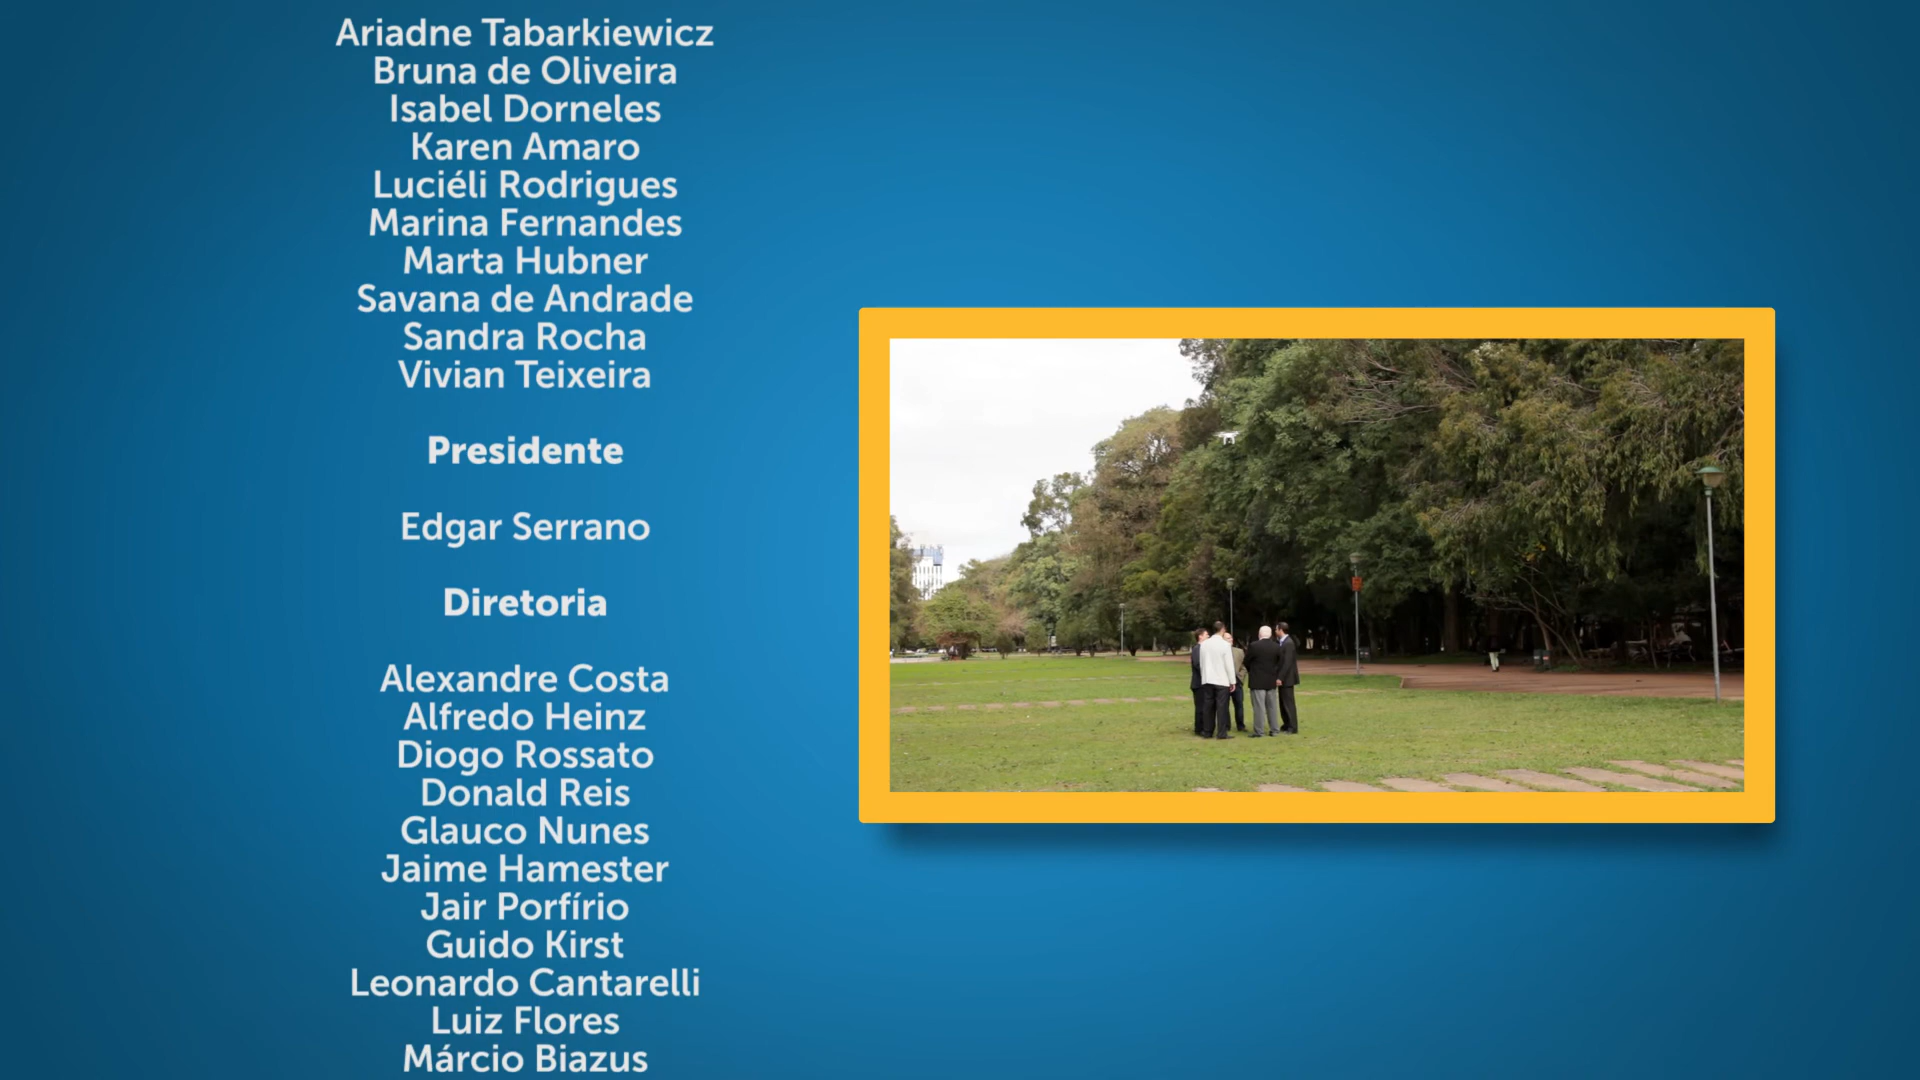 Ariadne Tabarkiewicz
Bruna de Oliveira
Isabel Dorneles
Karen Amaro
Luciéli Rodrigues
Marina Fernandes
Marta Hubner
Savana de Andrade
Sandra Rocha
Vivian Teixeira
Presidente
Edgar Serrano
Diretoria
Alexandre Costa
Alfredo Heinz
Diogo Rossato
Donald Reis
Glauco Nunes
Jaime Hamester
Jair Porfírio
Guido Kirst
Leonardo Cantarelli
Luiz Flores
Márcio Biazus